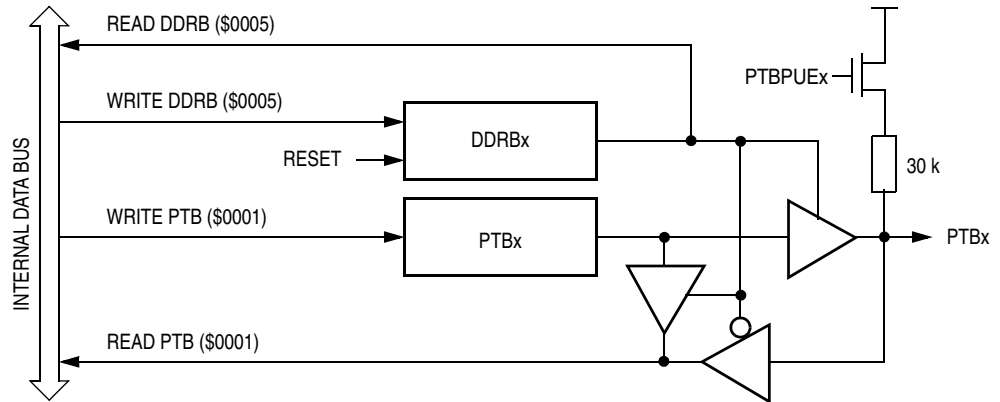 READ DDRB ($0005)
PTBPUEx
WRITE DDRB ($0005)
DDRBx
RESET
30 k
WRITE PTB ($0001)
PTBx
PTBx
INTERNAL DATA BUS
READ PTB ($0001)